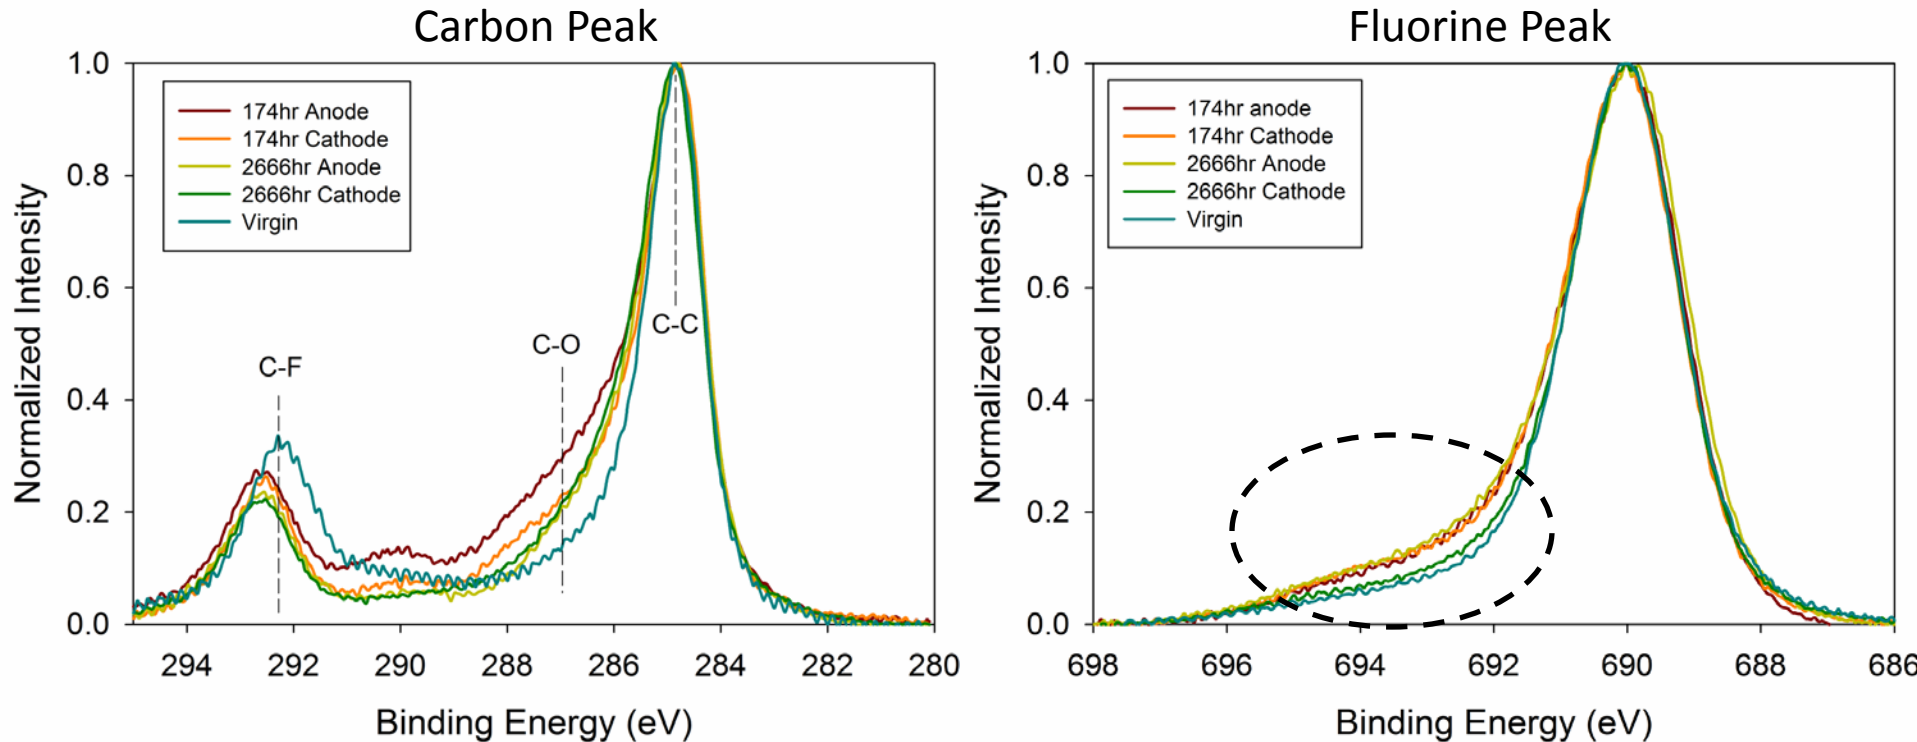 Carbon Peak
1.0
0.8
0.6
0.4
0.2
0.0
Normalized Intensity
174hr Anode
174hr Cathode
2666hr Anode
2666hr Cathode
Virgin
C-F
C-O
C-C
294
292
290
288
286
284
282
280
Binding Energy (eV)
Fluorine Peak
1.0
0.8
0.6
0.4
0.2
0.0
Normalized Intensity
174hr anode
174hr Cathode
2666hr Anode
2666hr Cathode
Virgin
698
696
694
692
690
688
686
Binding Energy (eV)